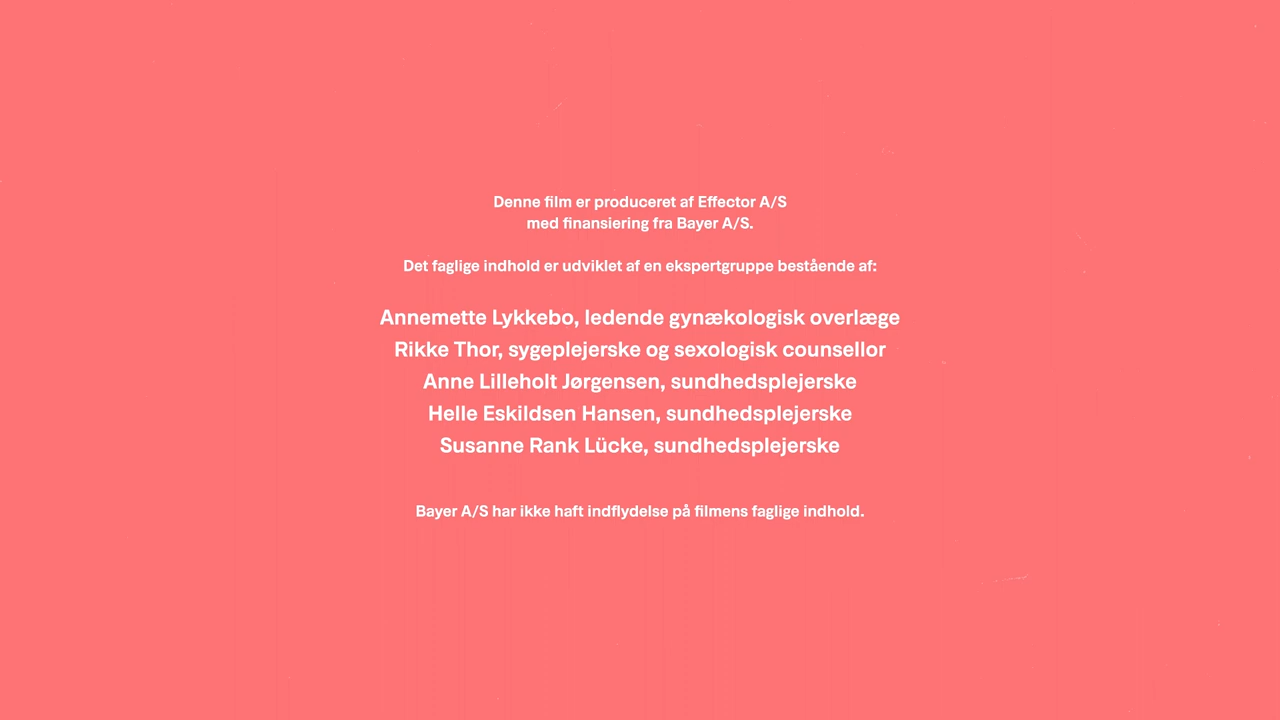 Denne film er produceret af Effector A/S
med finansiering fra Bayer A/S.
Det faglige indhold er udviklet af en ekspertgruppe bestående af:
Annemette Lykkebo, ledende gynækologisk overlæge
Rikke Thor, sygeplejerske og sexologisk counsellor
Anne Lilleholt Jørgensen, sundhedsplejerske
Helle Eskildsen Hansen, sundhedsplejerske
Susanne Rank Lücke, sundhedsplejerske
Bayer A/S har ikke haft indflydelse på filmens faglige indhold.